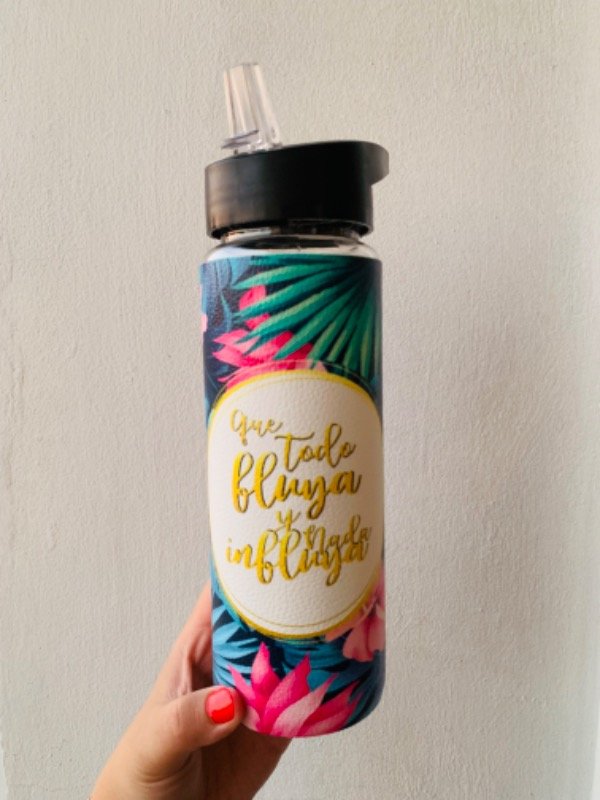 Que
Todo
fluya
y Nada
influya